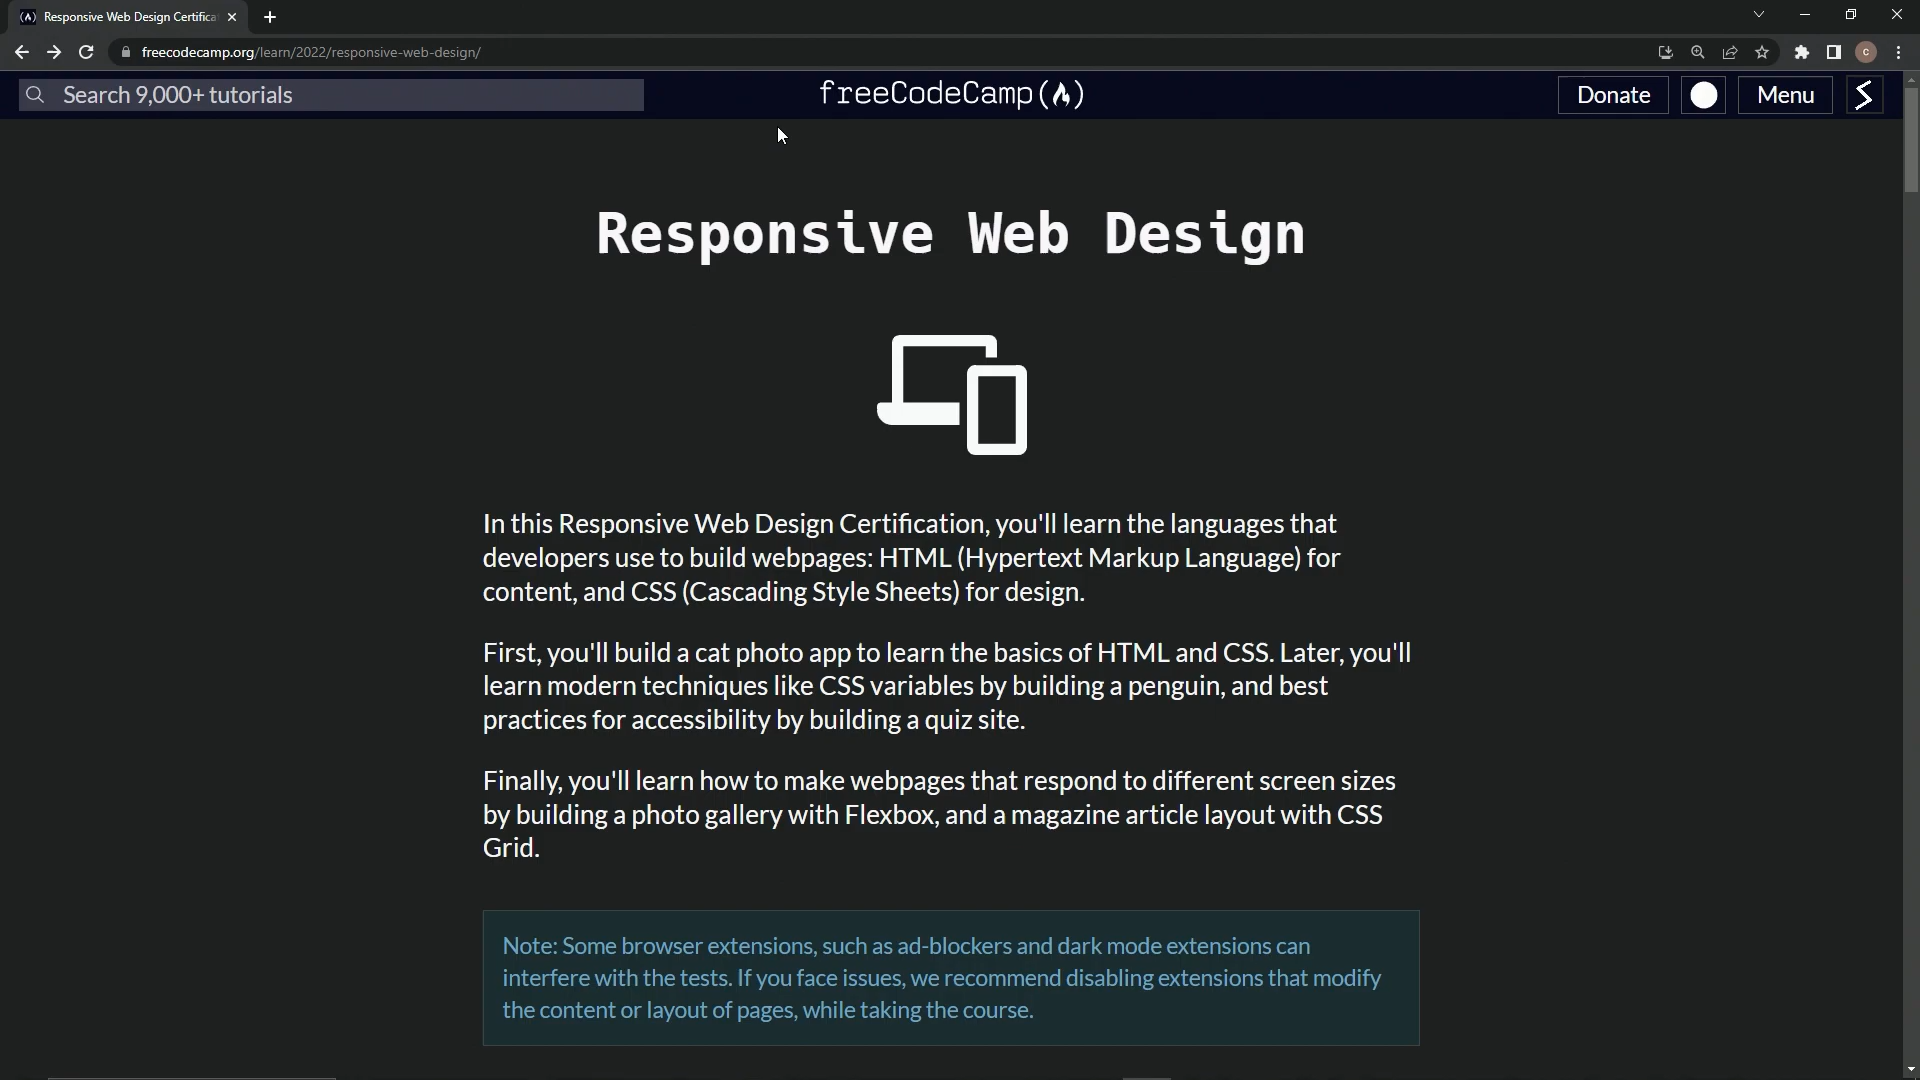 Responsive Web Design Certifica
freecodecamp.org/learn/2022/responsive-web-design/
C
Search 9,000+ tutorials
freeCodeCamp
Donate
Menu
Responsive Web Design
In this Responsive Web Design Certification, you'll learn the languages that
developers use to build webpages: HTML (Hypertext Markup Language) for
content, and CSS (Cascading Style Sheets) for design.
First, you'll build a cat photo app to learn the basics of HTML and CSS. Later, you'll
learn modern techniques like CSS variables by building a penguin, and best
practices for accessibility by building a quiz site.
Finally, you'll learn how to make webpages that respond to different screen sizes
by building a photo gallery with Flexbox, and a magazine article layout with CSS
Grid.
Note: Some browser extensions, such as ad-blockers and dark mode extensions can
interfere with the tests. If you face issues, we recommend disabling extensions that modify
the content or layout of pages, while taking the course.